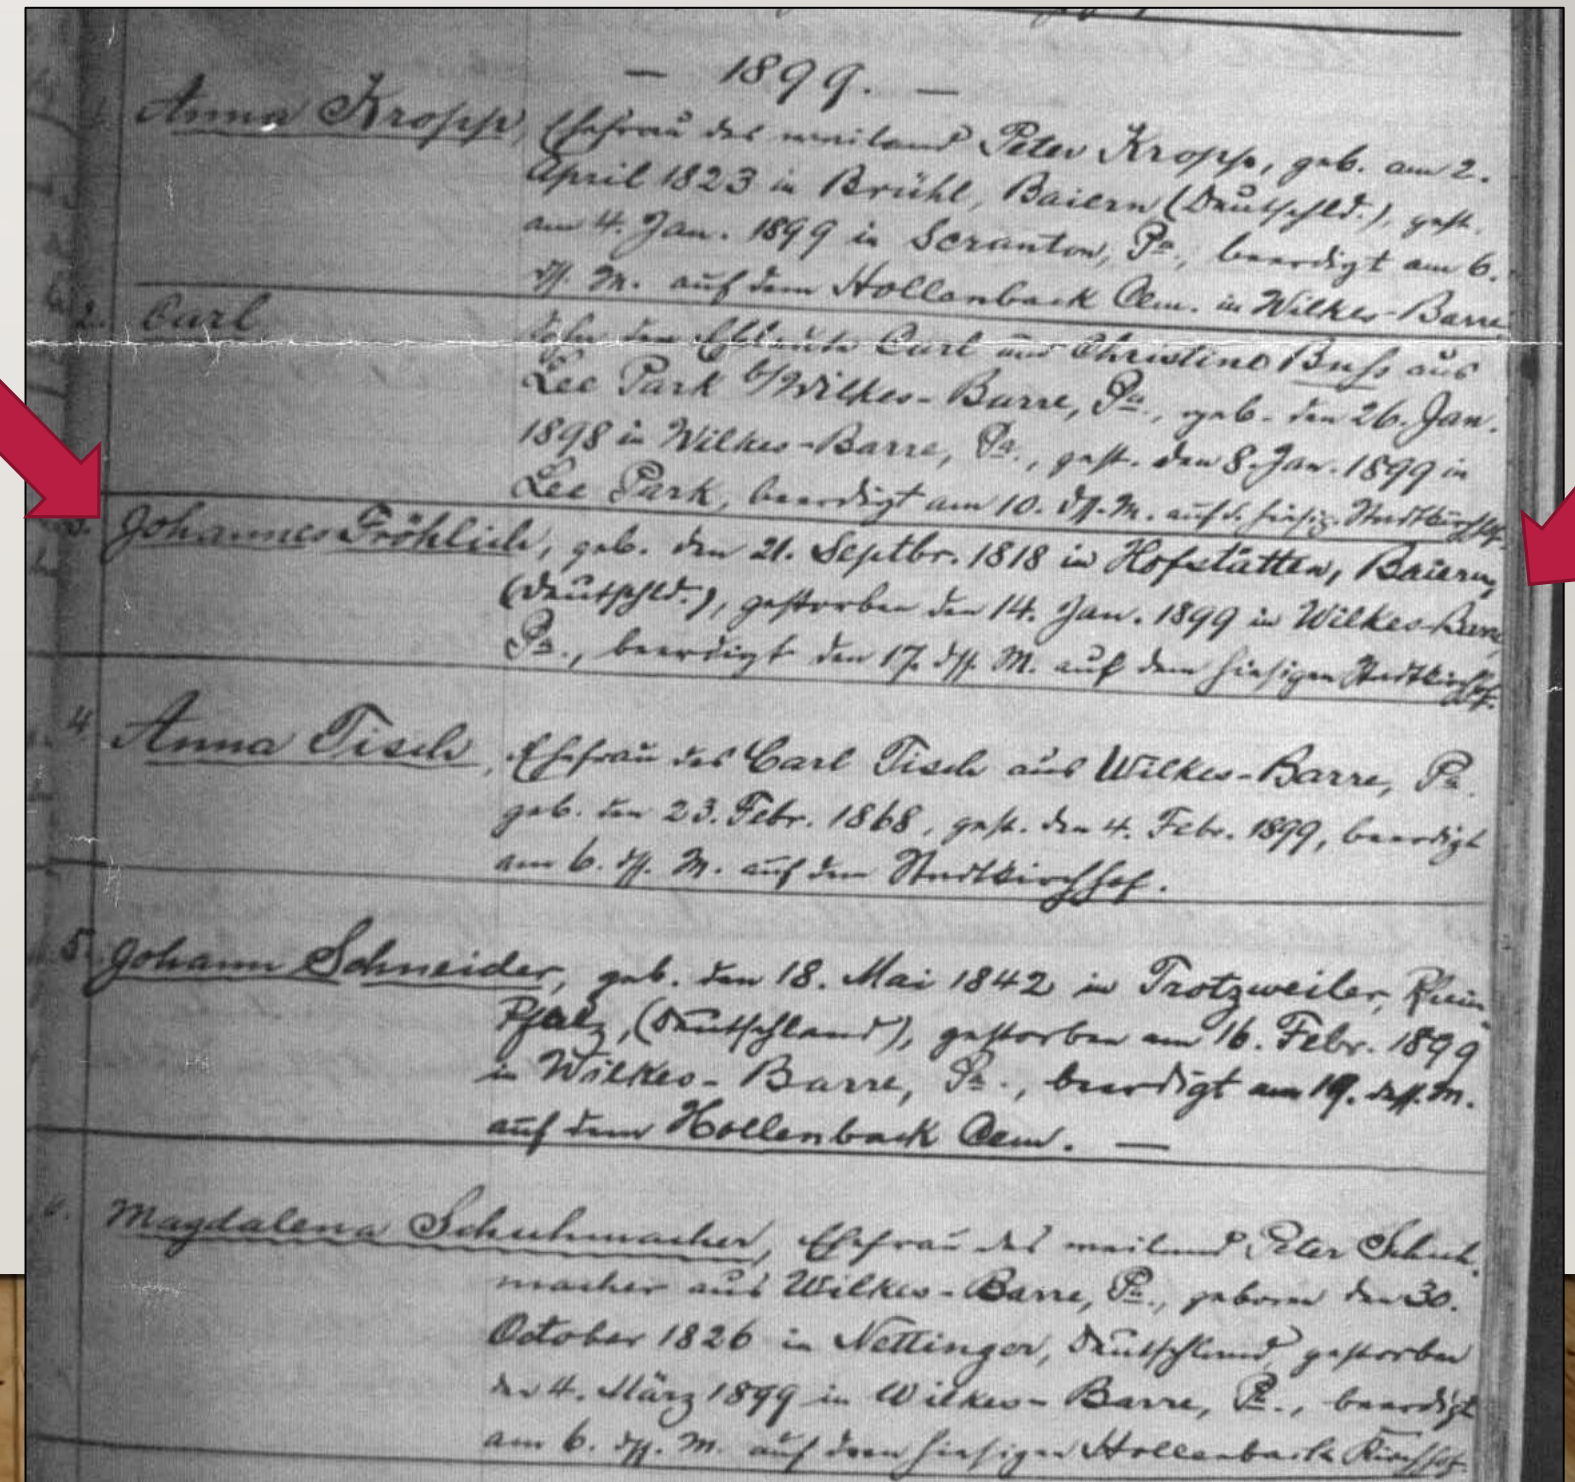 — 1899. —
1. Anna Kropp, Ehefrau des weiland Peter Kropp, geb. am 2.
April 1823 in Brühl, Baiern (Deutschld.), gest.
am 4. Jan. 1899 in Scranton, Pa., beerdigt am 6.
dss. M. auf dem Hollenback Cem. in Wilkes-Barre
2. Carl, Sohn der Eheleute Carl und Christine Buss aus
Lee Park b/Wilkes-Barre, Pa., geb. den 26. Jan.
1898 in Wilkes-Barre, Pa., gest. den 8. Jan. 1899 in
Lee Park, beerdigt am 10. dss. M. auf d. hiesig. Stadtkirchhof.
3. Johannes Fröhlich, geb. den 21. Septbr. 1818 in Hofstätten, Baiern,
(Deutschld.), gestorben den 14. Jan. 1899 in Wilkes-Barre,
Pa., beerdigt den 17. dss. M. auf dem hiesigen Stadtkirchhof.
4. Anna Tisch, Ehefrau des Carl Tisch aus Wilkes-Barre, Pa.
geb. den 23. Febr. 1868, gest. den 4. Febr. 1899, beerdigt
am 6. dss. M. auf dem Stadtkirchhof.
5. Johann Schneider, geb. den 18. Mai 1842 in Trotzweiler, Rhein-
Pfalz, (Deutschland), gestorben am 16. Febr. 1899
in Wilkes-Barre, Pa., beerdigt am 19. dss. M.
auf dem Hollenback Cem. —
6. Magdalena Schuhmacher, Ehefrau des weiland Peter Schuh-
macher aus Wilkes-Barre, Pa., geboren den 30.
October 1826 in Nettinger, Deutschland, gestorben
den 4. März 1899 in Wilkes-Barre, Pa., beerdigt
am 6. dss. M. auf dem hiesigen Hollenback Kirchhof